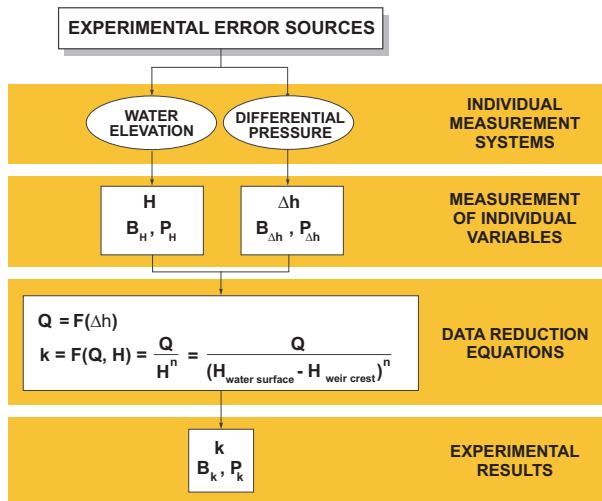 EXPERIMENTAL ERROR SOURCES
WATER
ELEVATION
DIFFERENTIAL
PRESSURE
INDIVIDUAL
MEASUREMENT
SYSTEMS
H
B_H , P_H
Δh
B_Δh , P_Δh
MEASUREMENT
OF INDIVIDUAL
VARIABLES
Q = F(Δh)
k = F(Q, H) = Q / H^n = Q / (H_water surface - H_weir crest)^n
DATA REDUCTION
EQUATIONS
k
B_k , P_k
EXPERIMENTAL
RESULTS